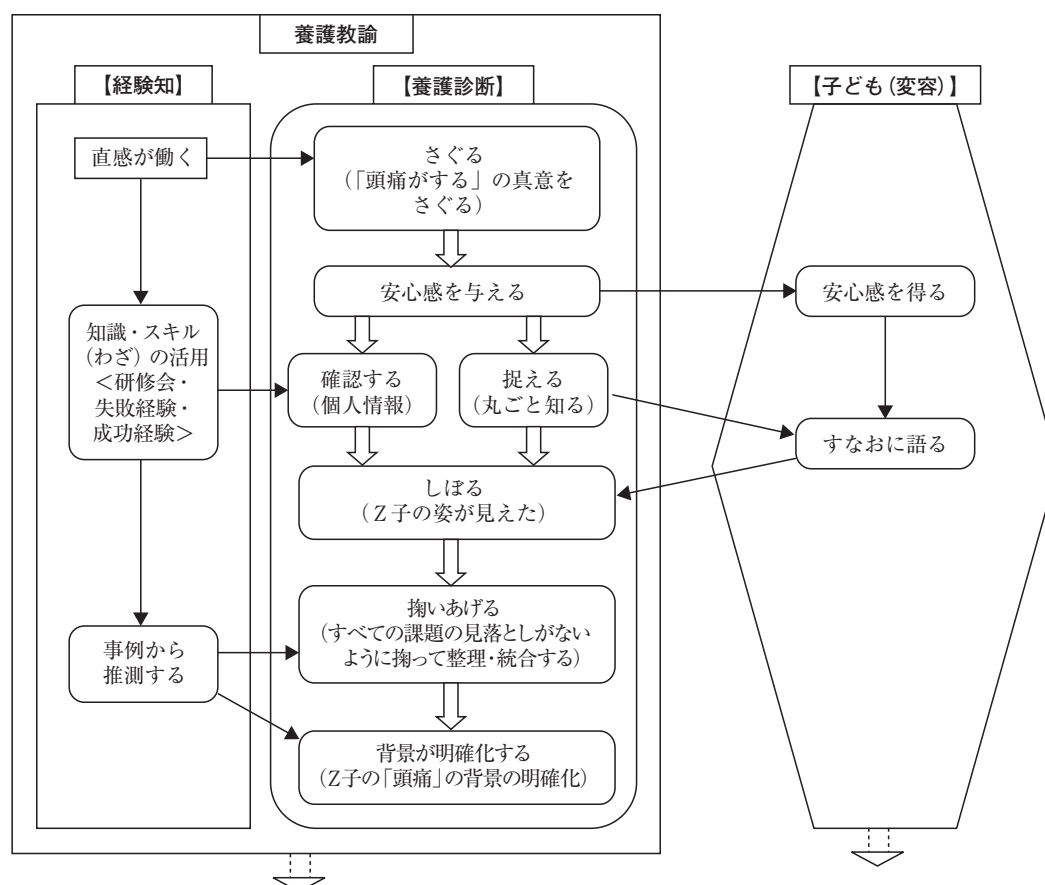 養護教諭
【経験知】
【養護診断】
【子ども(変容)】
直感が働く
さぐる
(「頭痛がする」の真意を
さぐる)
安心感を与える
安心感を得る
知識・スキル
(わざ)の活用
<研修会・
失敗経験・
成功経験>
確認する
(個人情報)
捉える
(丸ごと知る)
すなおに語る
しぼる
(Z子の姿が見えた)
掬いあげる
(すべての課題の見落としがない
ように掬って整理・統合する)
事例から
推測する
背景が明確化する
(Z子の「頭痛」の背景の明確化)